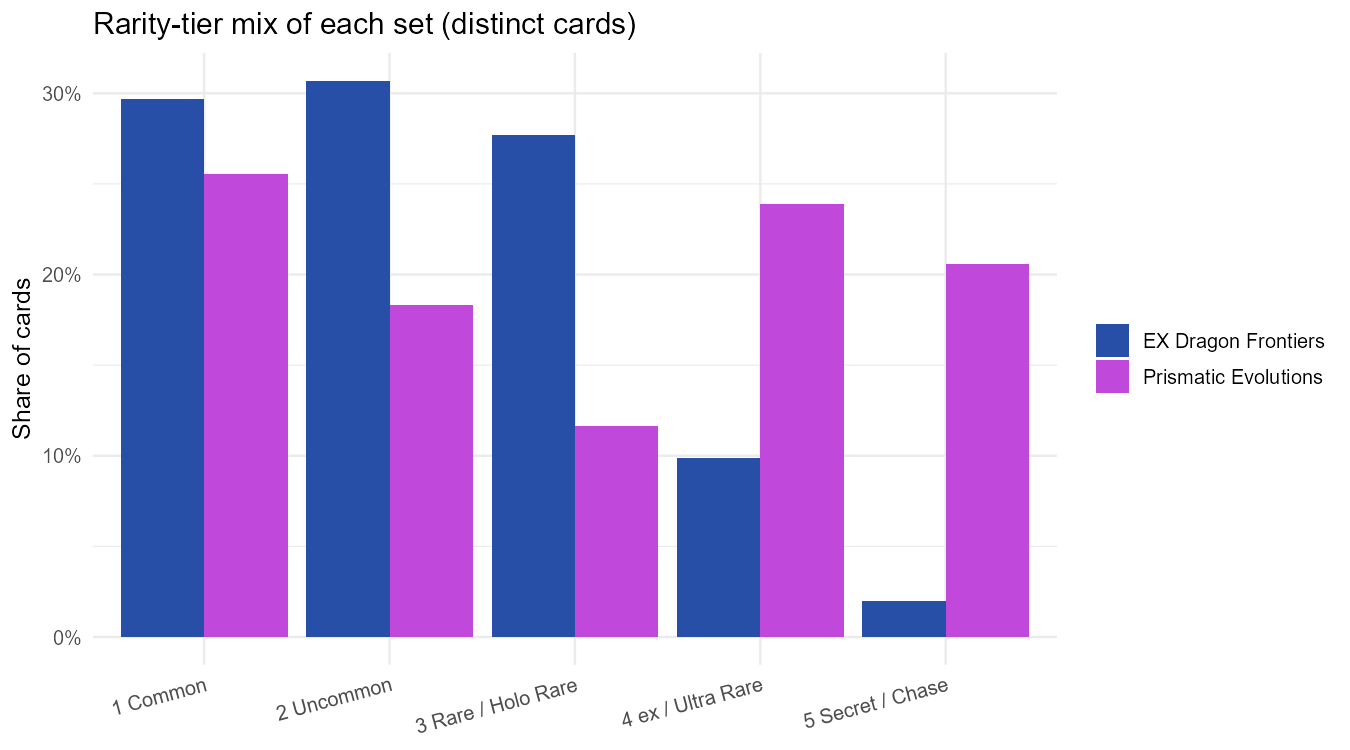 Rarity-tier mix of each set (distinct cards)
Share of cards
30%
20%
10%
0%
1 Common
2 Uncommon
3 Rare / Holo Rare
4 ex / Ultra Rare
5 Secret / Chase
EX Dragon Frontiers
Prismatic Evolutions